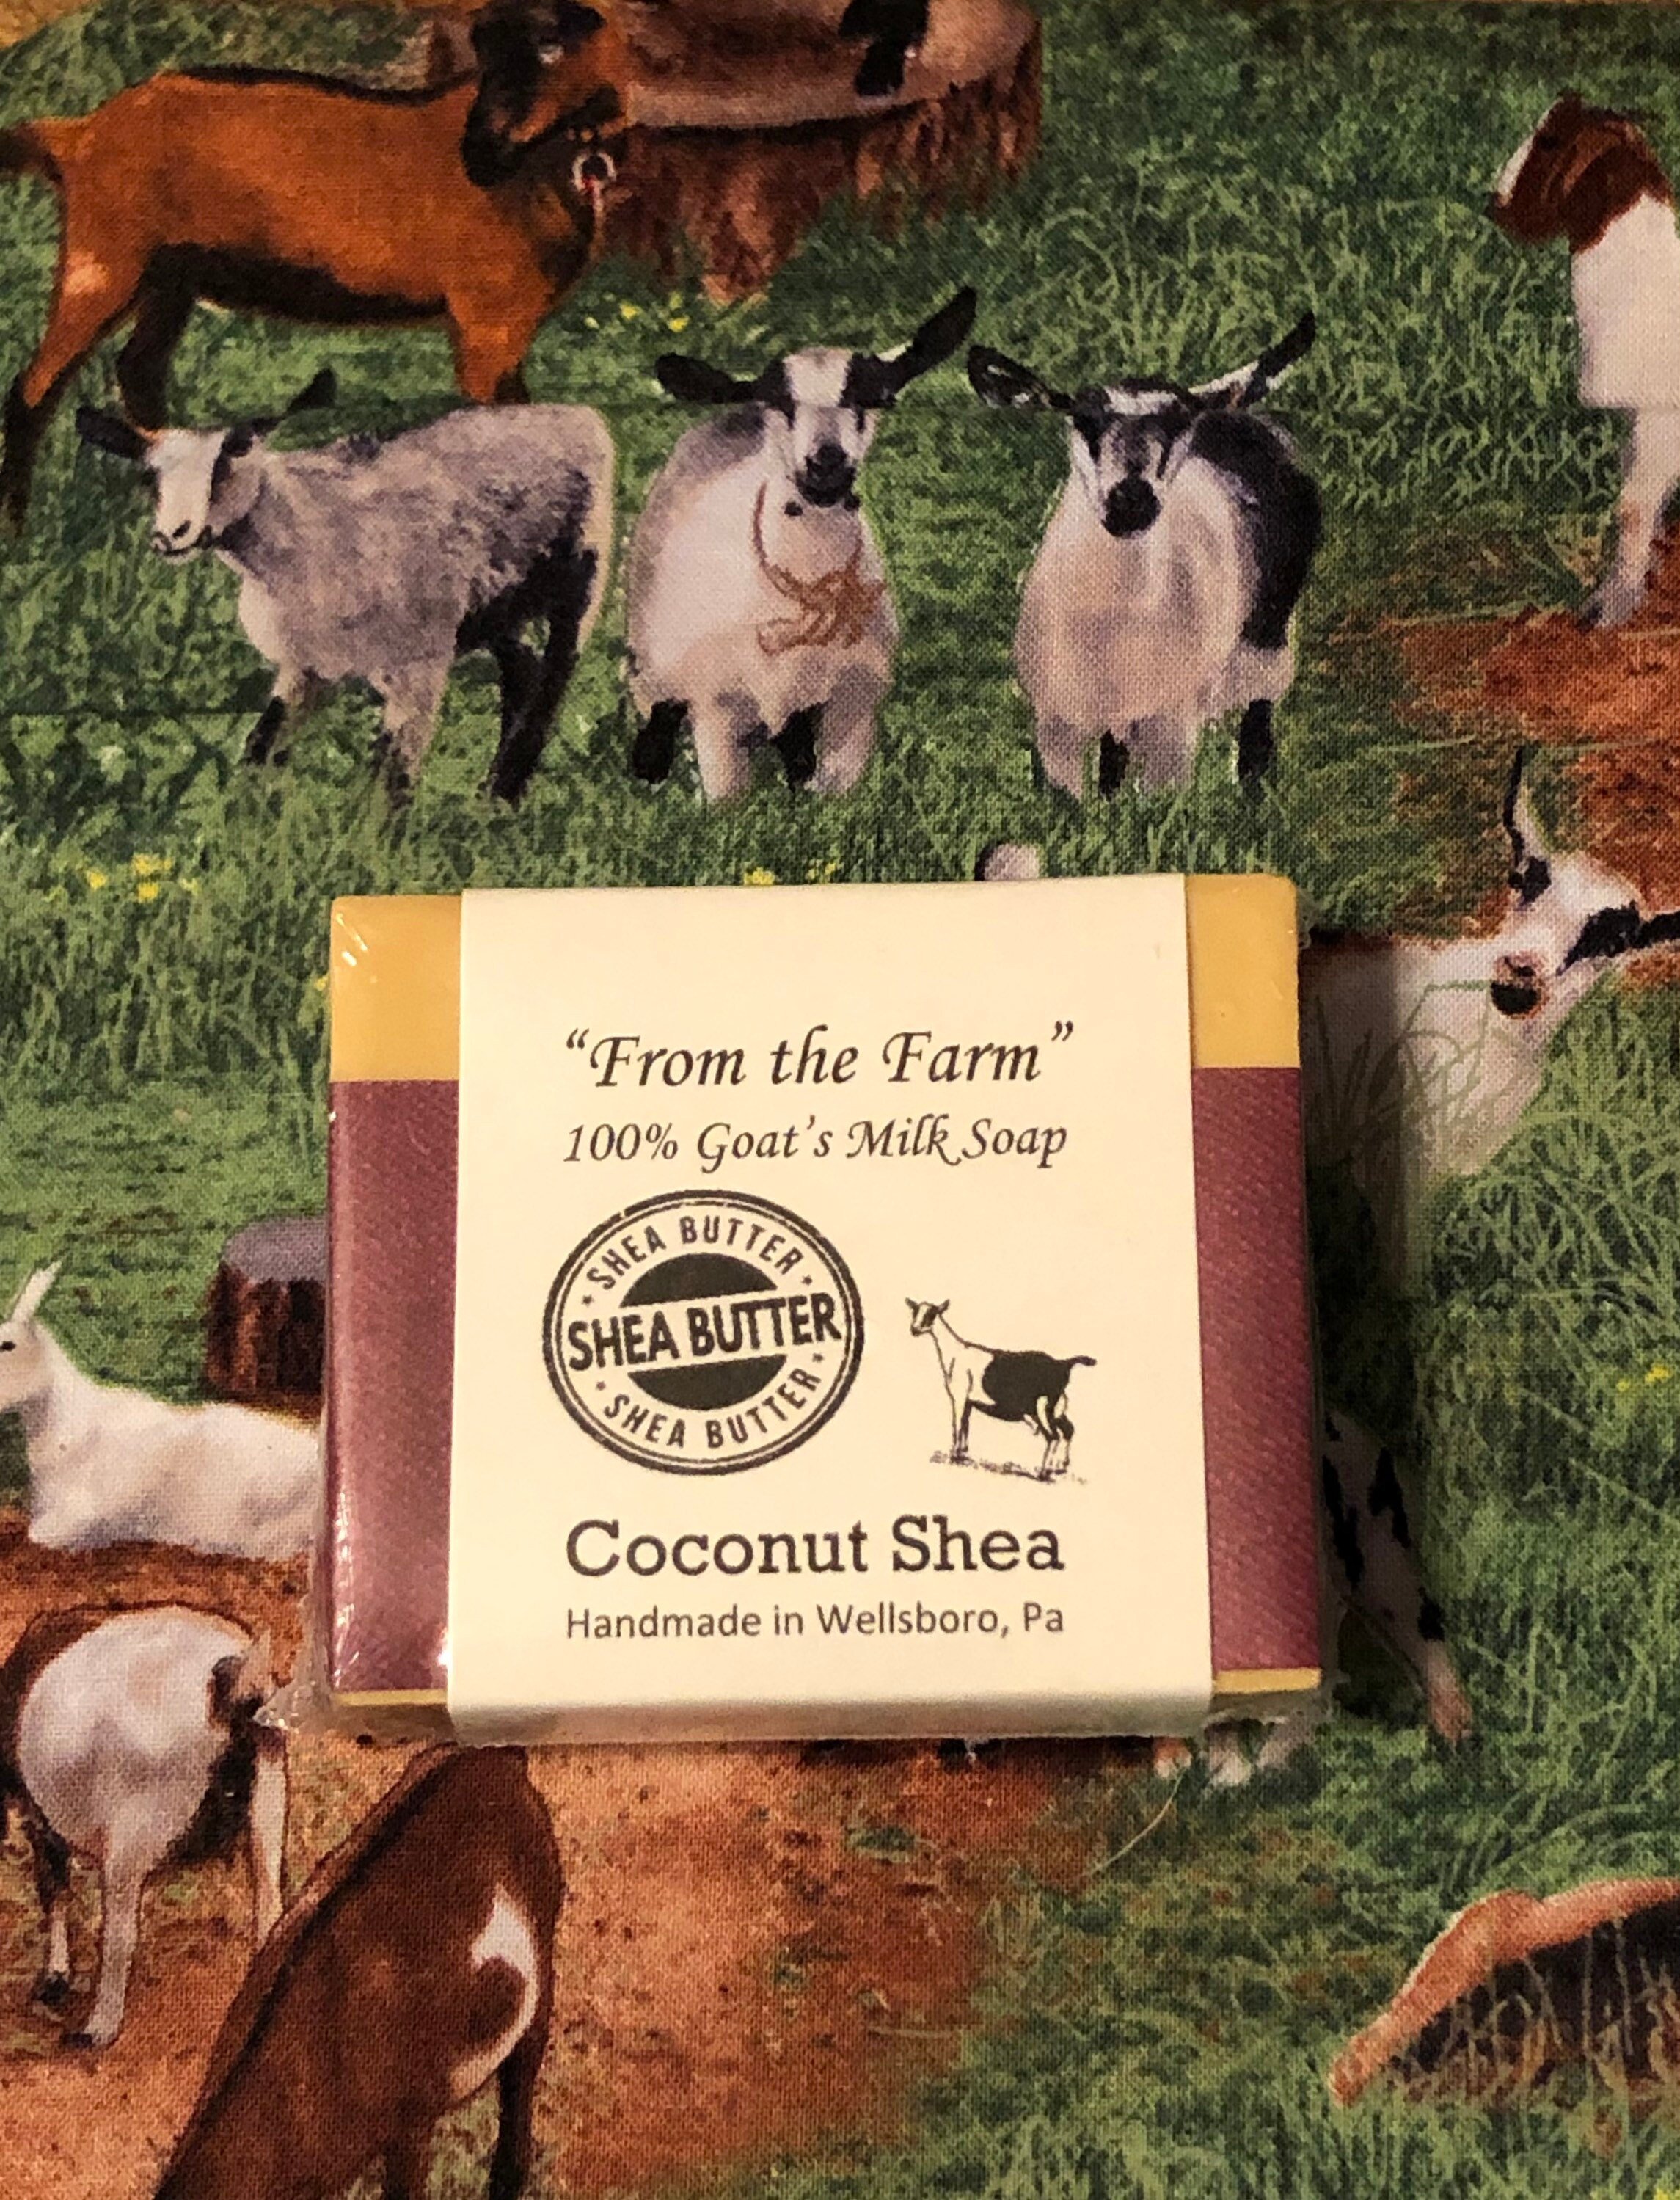 “From the Farm”
100% Goat's Milk Soap
SHEA BUTTER
SHEA BUTTER
SHEA BUTTER
Coconut Shea
Handmade in Wellsboro, Pa